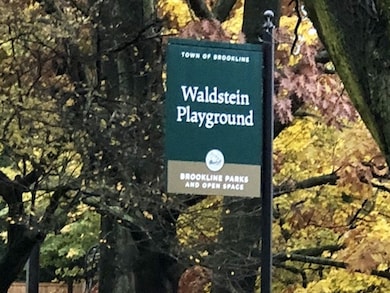 TOWN OF BROOKLINE
Waldstein
Playground
BROOKLINE PARKS
AND OPEN SPACE